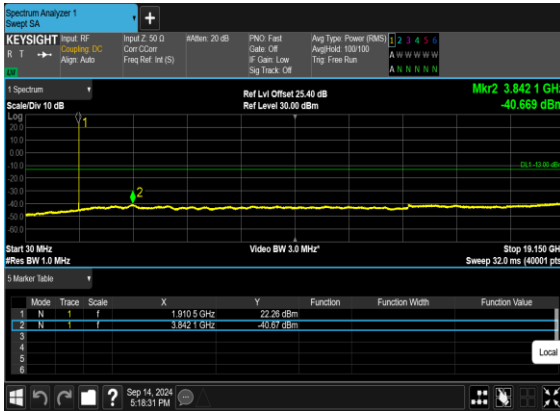 Spectrum Analyzer 1
Swept SA
KEYSIGHT Input: RF Input Z: 50 Ω #Atten: 20 dB PNO: Fast Avg Type: Power (RMS) 1 2 3 4 5 6
R T Coupling: DC Corr CCorr Gate: Off Avg|Hold: 100/100 A W W W W W
Align: Auto Freq Ref: Int (S) IF Gain: Low Trig: Free Run
Sig Track: Off A N N N N N
LXI
1 Spectrum Ref Lvl Offset 25.40 dB Mkr2 3.842 1 GHz
Scale/Div 10 dB Ref Level 30.00 dBm -40.669 dBm
Log
20.0
10.0
0.00
-10.0
-20.0
-30.0
-40.0
-50.0
-60.0
1
2
DL1 -13.00 dBm
Start 30 MHz Video BW 3.0 MHz* Stop 19.150 GHz
#Res BW 1.0 MHz Sweep 32.0 ms (40001 pts)
5 Marker Table
Mode Trace Scale X Y Function Function Width Function Value
1 N 1 f 1.910 5 GHz 22.26 dBm
2 N 1 f 3.842 1 GHz -40.67 dBm
3
4
5
6
Local
?
Sep 14, 2024
5:18:31 PM